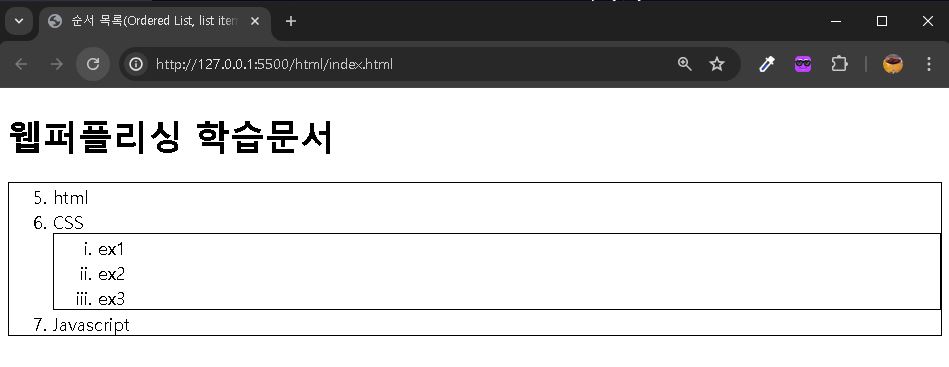 순서 목록(Ordered List, list item
http://127.0.0.1:5500/html/index.html
웹퍼플리싱 학습문서
5. html
6. CSS
i. ex1
ii. ex2
iii. ex3
7. Javascript